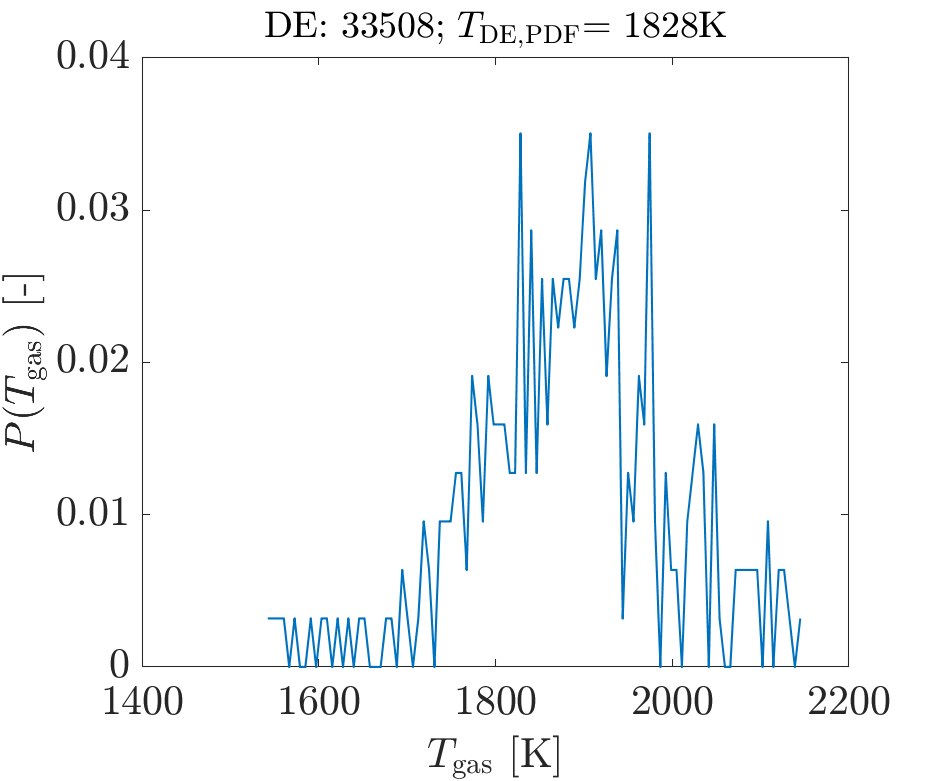 DE: 33508; T_DE,PDF= 1828K
0.04
0.03
0.02
0.01
0
P(T_gas) [-]
1400 1600 1800 2000 2200
T_gas [K]